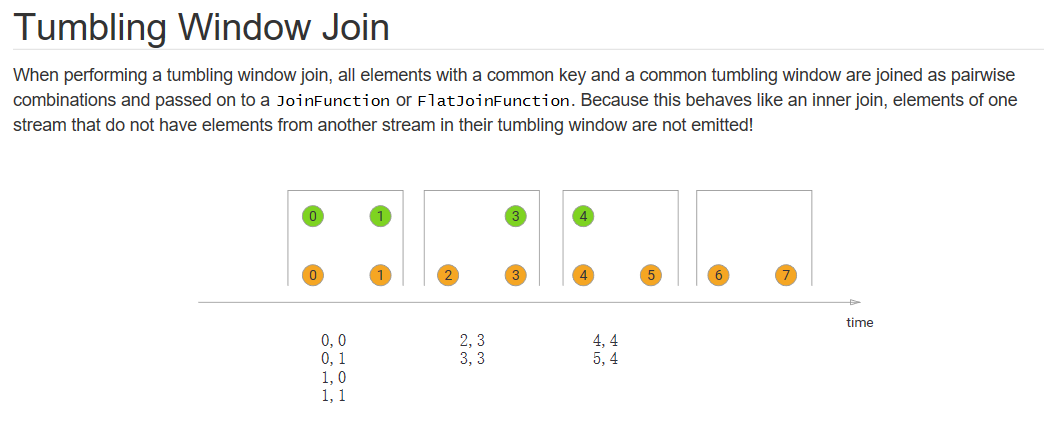 Tumbling Window Join
When performing a tumbling window join, all elements with a common key and a common tumbling window are joined as pairwise
combinations and passed on to a JoinFunction or FlatJoinFunction. Because this behaves like an inner join, elements of one
stream that do not have elements from another stream in their tumbling window are not emitted!
0 1 3 4
0 1 2 3 4 5 6 7
time
0, 0 2, 3 4, 4
0, 1 3, 3 5, 4
1, 0
1, 1